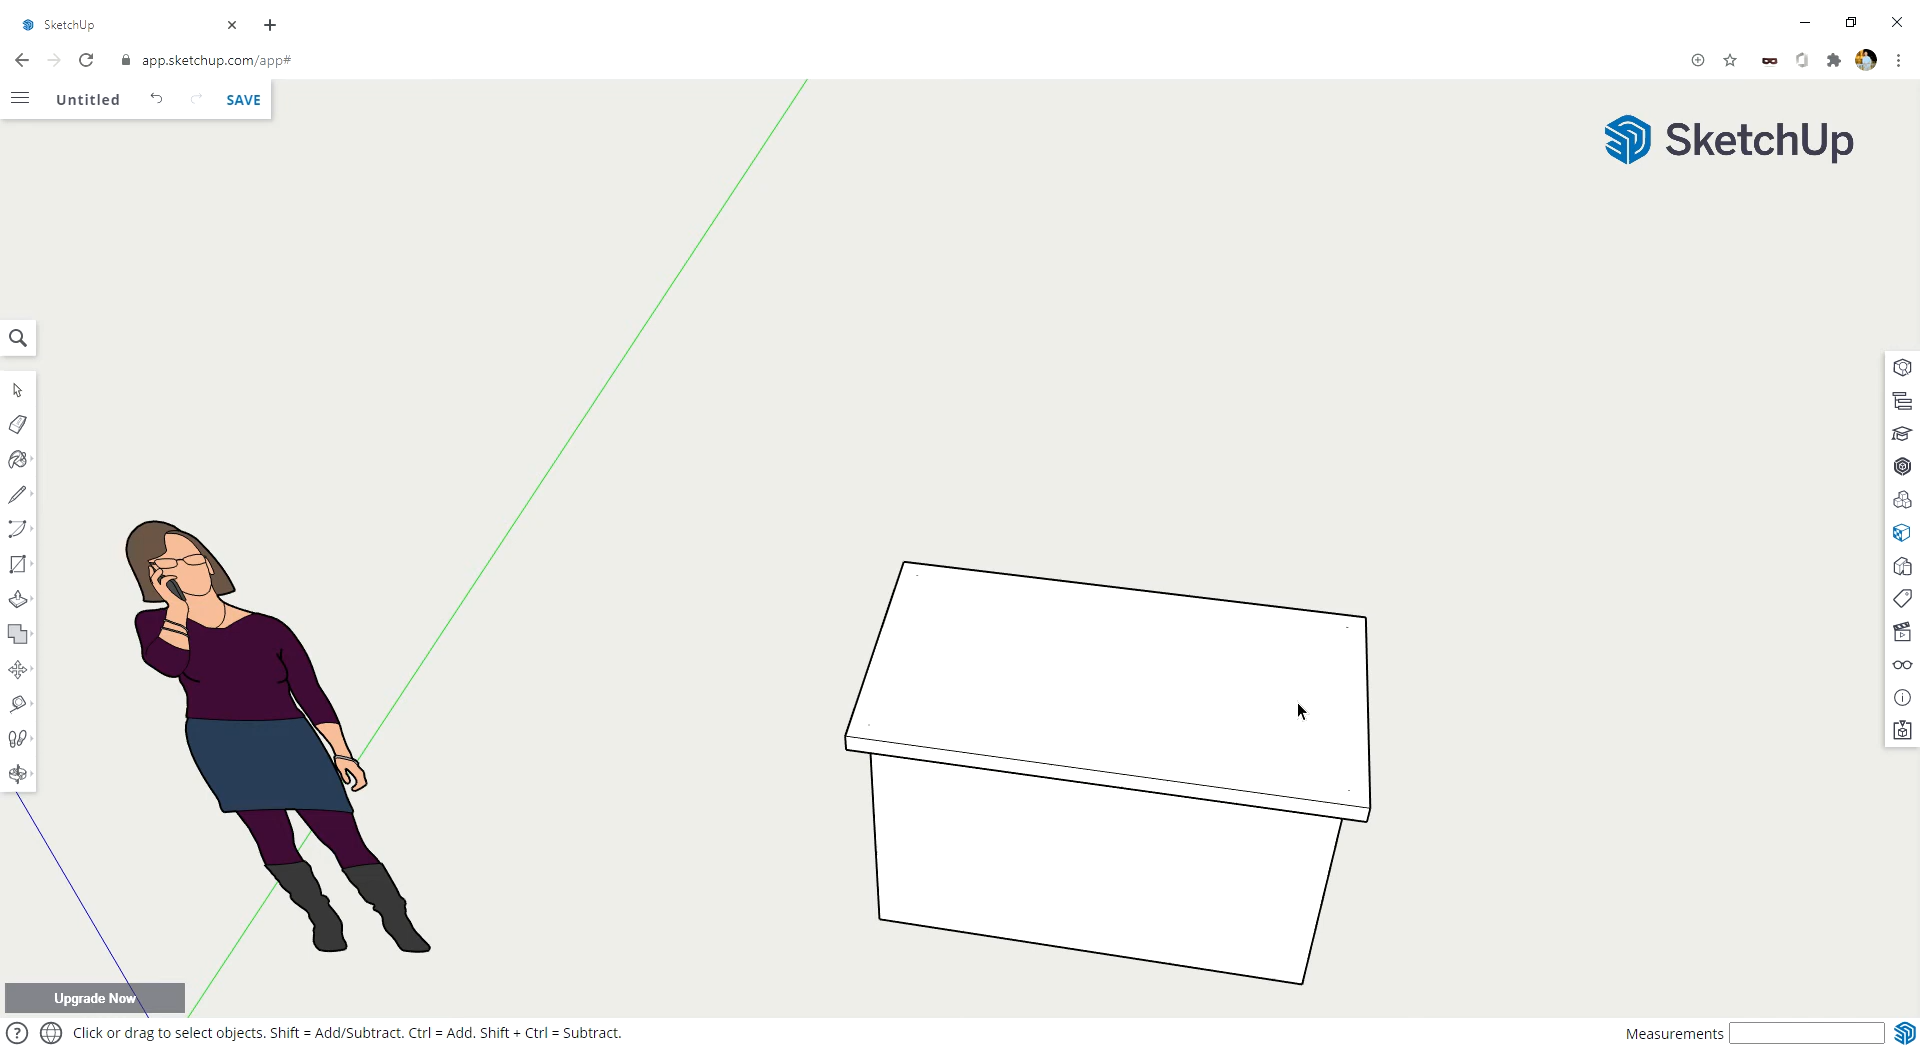 SketchUp
app.sketchup.com/app#
Untitled
SAVE
SketchUp
Upgrade Now
Click or drag to select objects. Shift = Add/Subtract. Ctrl = Add. Shift + Ctrl = Subtract.
Measurements